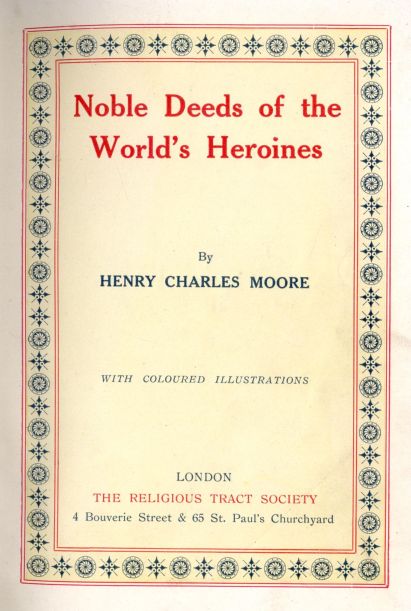 Noble Deeds of the
World's Heroines
By
HENRY CHARLES MOORE
WITH COLOURED ILLUSTRATIONS
LONDON
THE RELIGIOUS TRACT SOCIETY
4 Bouverie Street & 65 St. Paul's Churchyard